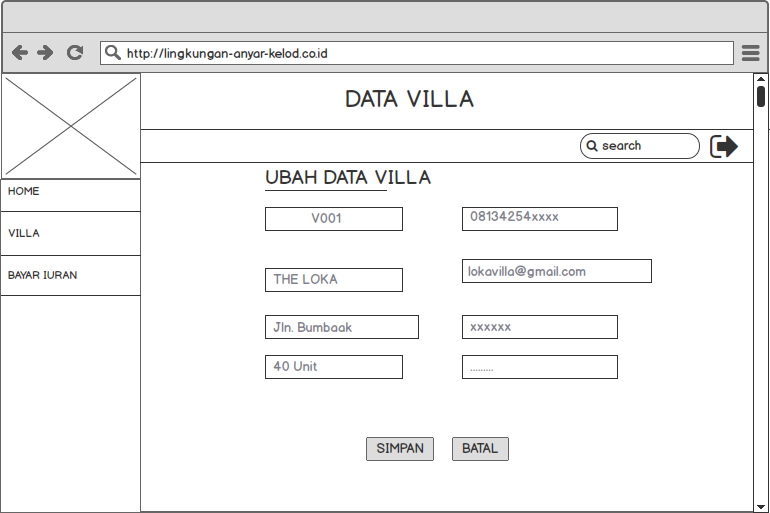 http://lingkungan-anyar-kelod.co.id
DATA VILLA
search
HOME
VILLA
BAYAR IURAN
UBAH DATA VILLA
V001
08134254xxxx
THE LOKA
lokavilla@gmail.com
Jln. Bumbaak
xxxxxx
40 Unit
.........
SIMPAN
BATAL